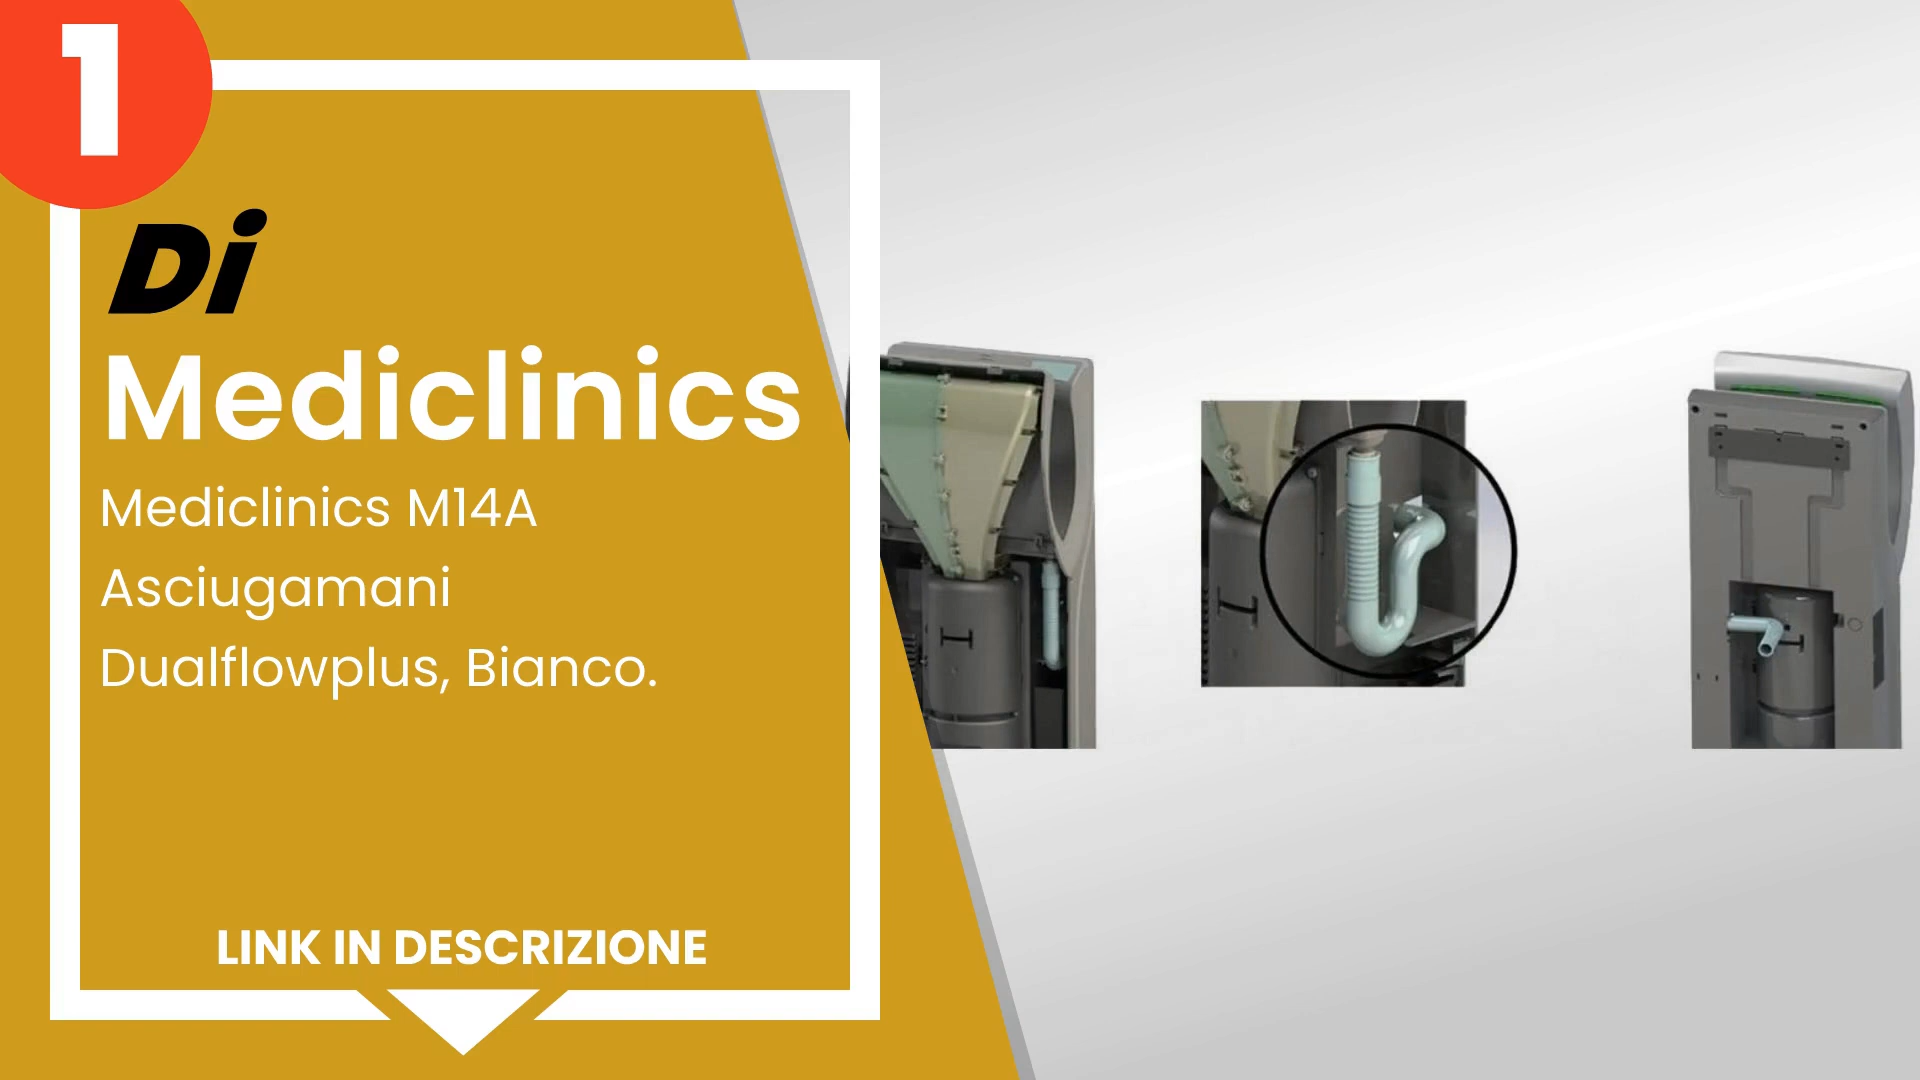 1
Di
Mediclinics
Mediclinics M14A
Asciugamani
Dualflowplus, Bianco.
LINK IN DESCRIZIONE